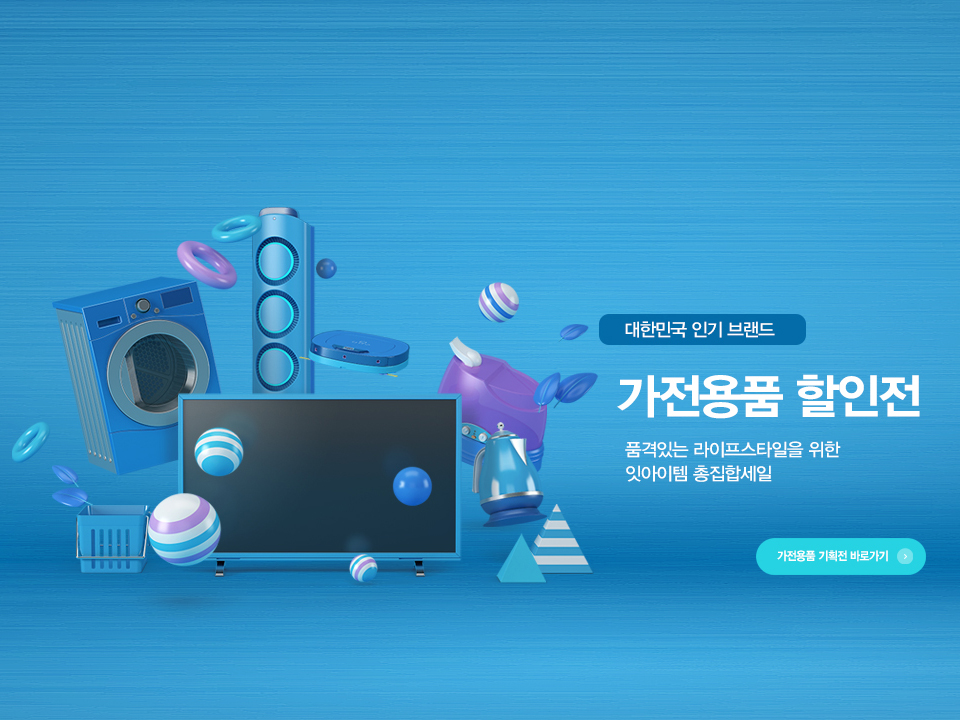 대한민국 인기 브랜드
가전용품 할인전
품격있는 라이프스타일을 위한
잇아이템 총집합세일
가전용품 기획전 바로가기